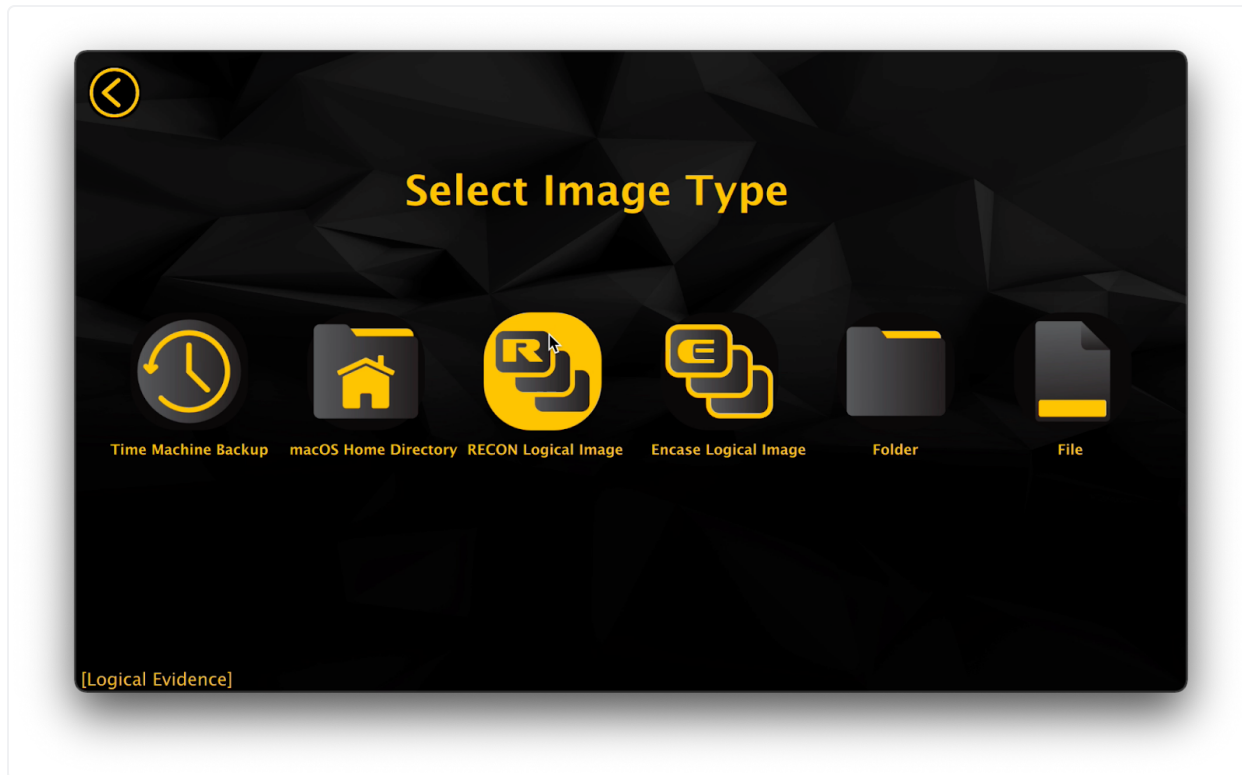 Select Image Type
R
E
Time Machine Backup
macOS Home Directory
RECON Logical Image
Encase Logical Image
Folder
File
[Logical Evidence]